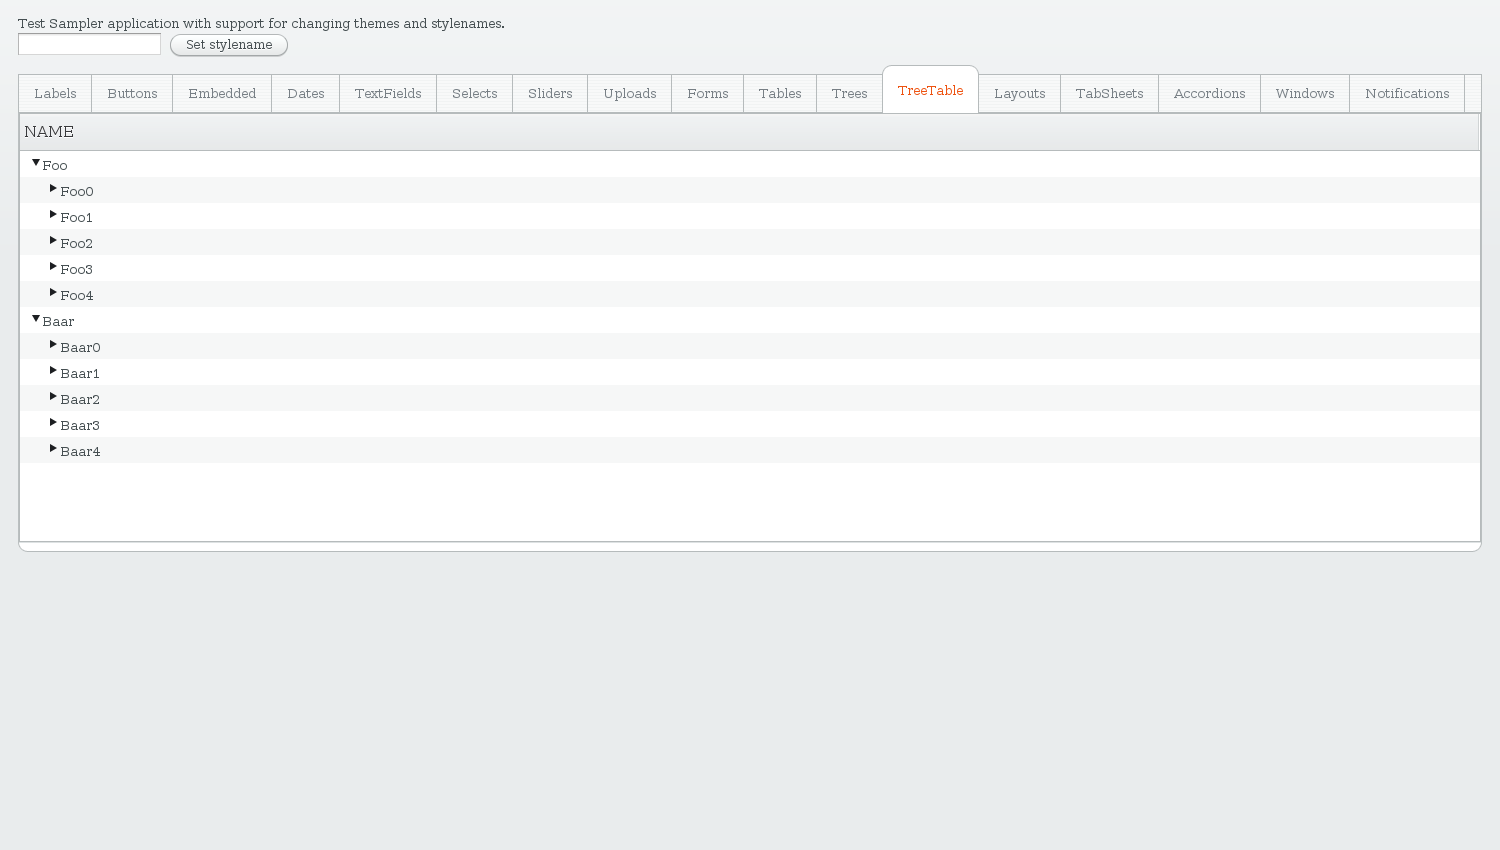 Test Sampler application with support for changing themes and stylenames.
Set stylename
Labels Buttons Embedded Dates TextFields Selects Sliders Uploads Forms Tables Trees TreeTable Layouts TabSheets Accordions Windows Notifications
NAME
Foo
Foo0
Foo1
Foo2
Foo3
Foo4
Baar
Baar0
Baar1
Baar2
Baar3
Baar4